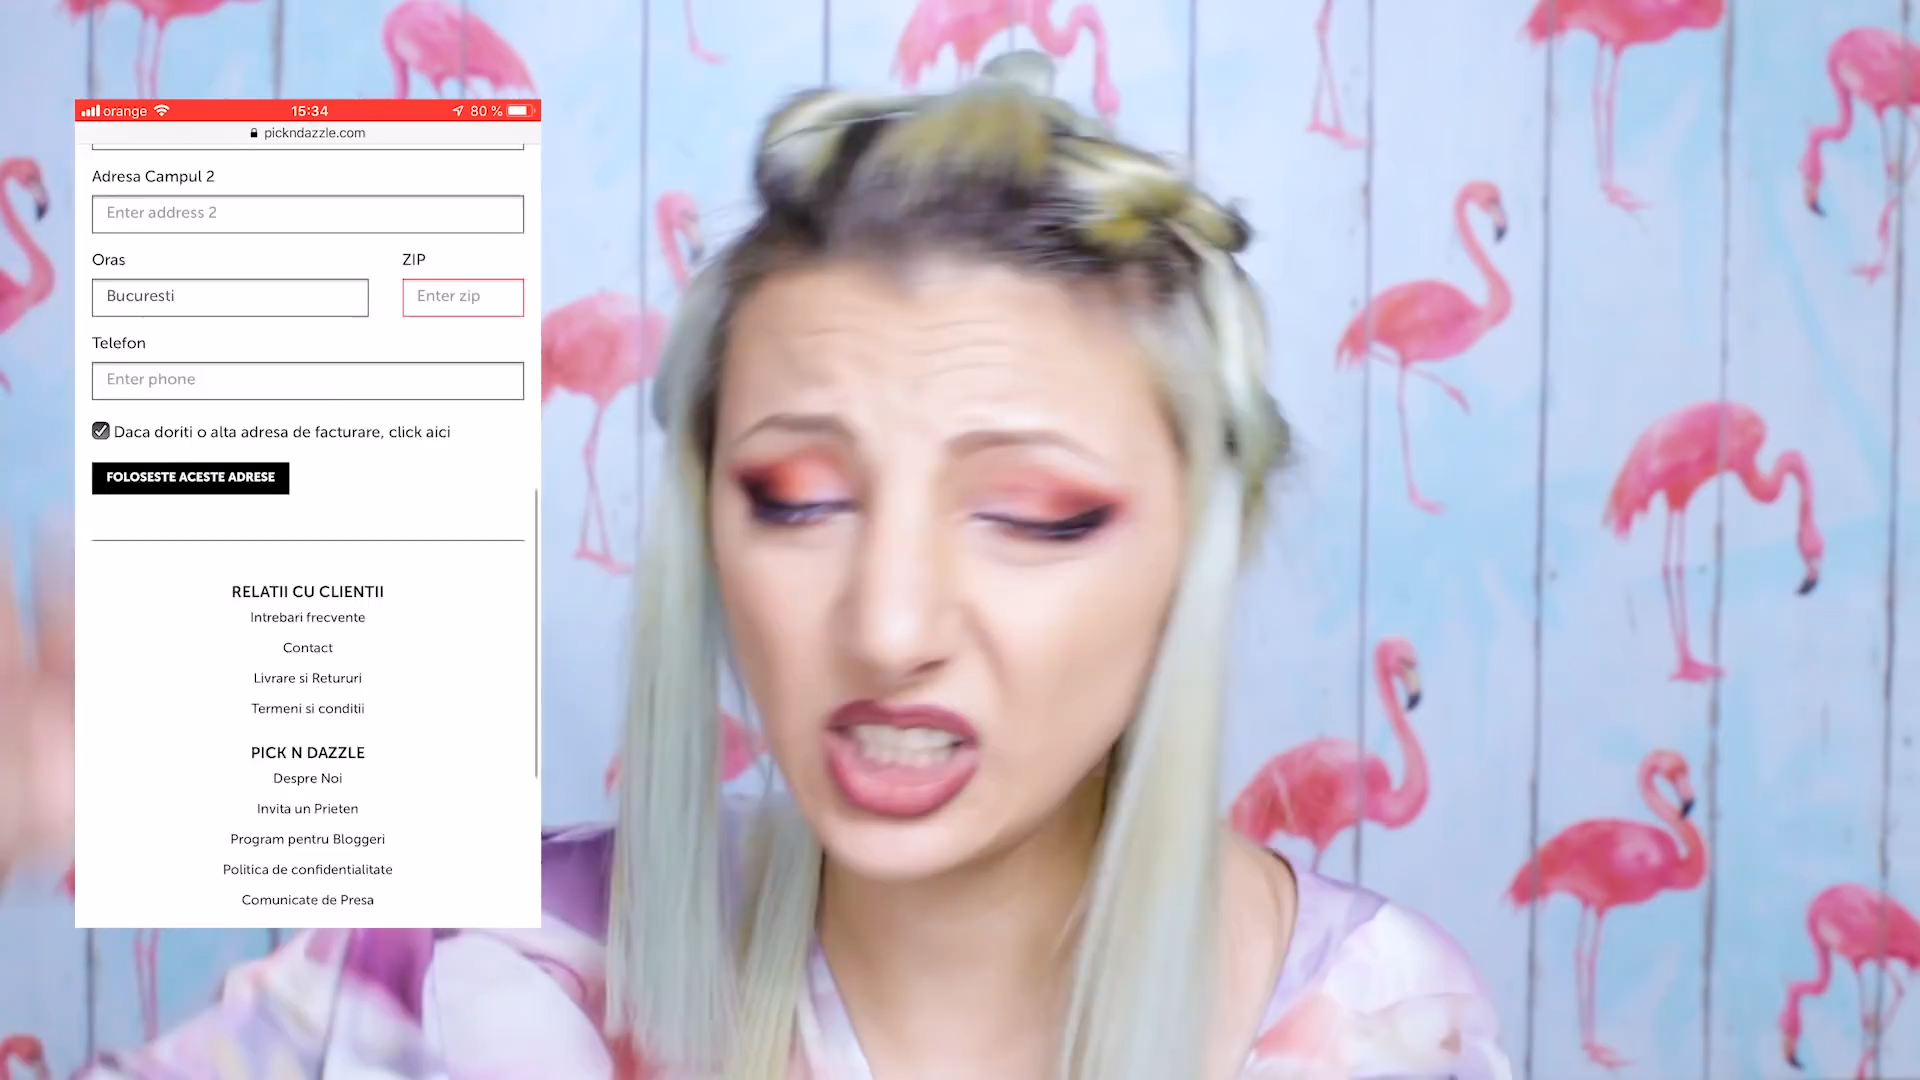 orange 15:34 80 %
pickndazzle.com
Adresa Campul 2
Enter address 2
Oras ZIP
Bucuresti Enter zip
Telefon
Enter phone
Daca doriti o alta adresa de facturare, click aici
FOLOSESTE ACESTE ADRESE
RELATII CU CLIENTII
Intrebari frecvente
Contact
Livrare si Retururi
Termeni si conditii
PICK N DAZZLE
Despre Noi
Invita un Prieten
Program pentru Bloggeri
Politica de confidentialitate
Comunicate de Presa